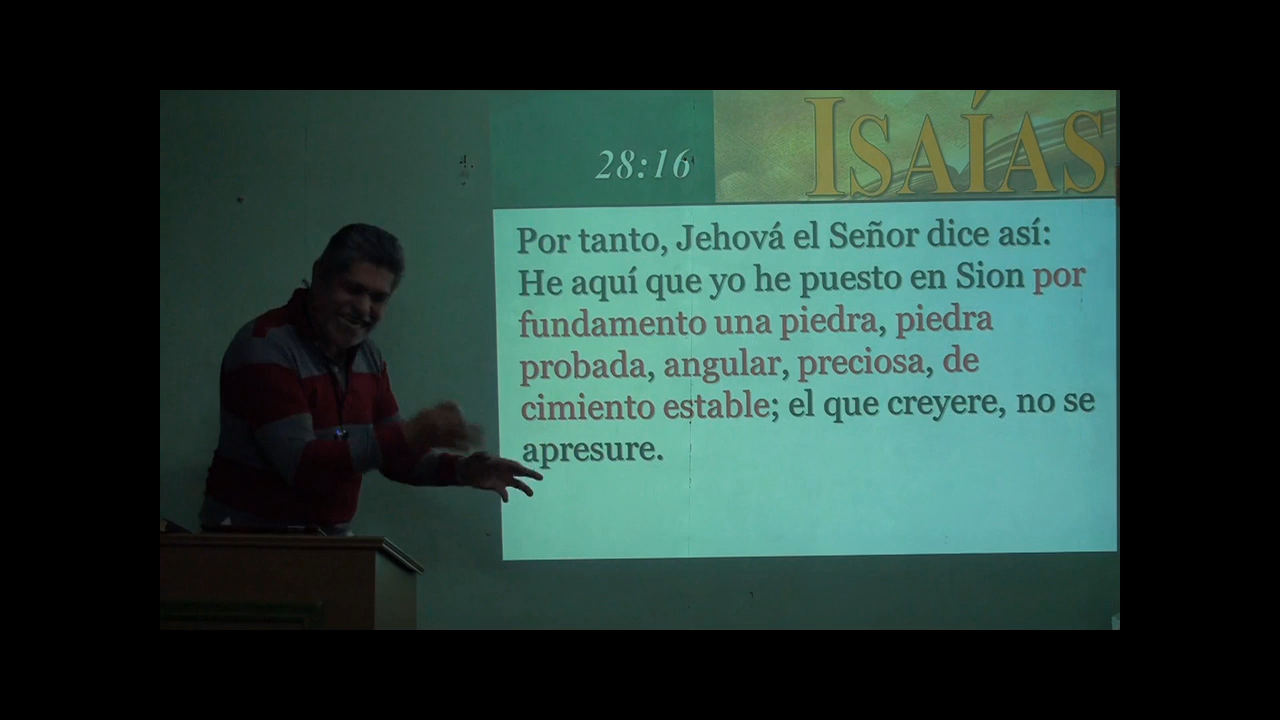 28:16
ISAÍAS
Por tanto, Jehová el Señor dice así:
He aquí que yo he puesto en Sion por
fundamento una piedra, piedra
probada, angular, preciosa, de
cimiento estable; el que creyere, no se
apresure.